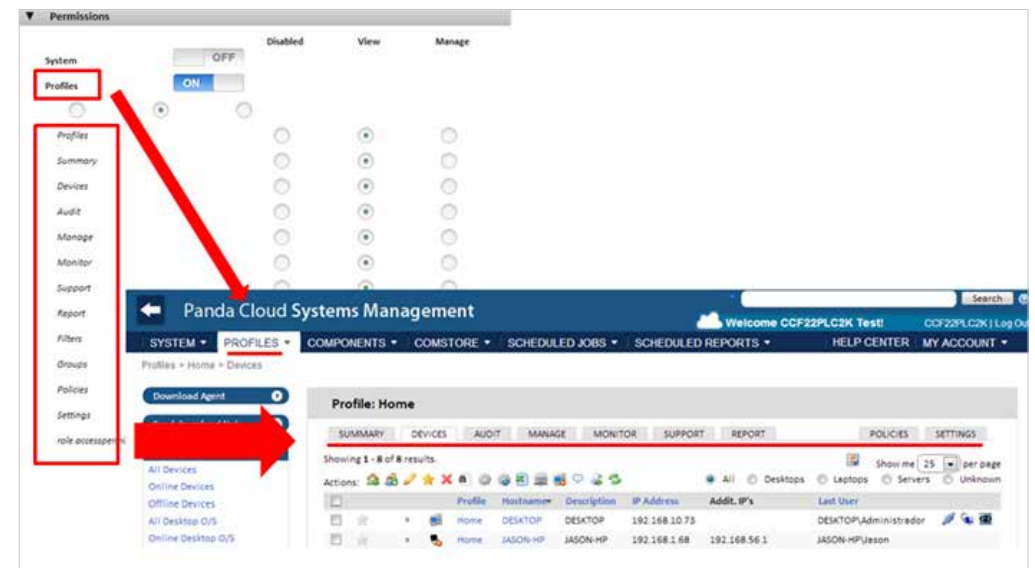 Permissions
Disabled View Manage
System OFF
Profiles ON
Profiles
Summary
Devices
Audit
Manage
Monitor
Support
Report
Filters
Groups
Policies
Settings
role
Panda Cloud Systems Management
Search
Welcome CCF22PLC2K Test! CCF22PLC2K | Log Ou
SYSTEM PROFILES COMPONENTS COMSTORE SCHEDULED JOBS SCHEDULED REPORTS HELP CENTER MY ACCOUNT
Profiles > Home > Devices
Download Agent
Profile: Home
SUMMARY DEVICES AUDIT MANAGE MONITOR SUPPORT REPORT POLICIES SETTINGS
Showing 1 - 8 of 8 results. Show me 25 per page
Actions: All Desktops Laptops Servers Unknown
All Devices
Online Devices
Offline Devices
All Desktop O/S
Online Desktop O/S
Profile Hostname Description IP Address Addit. IP's Last User
Home DESKTOP DESKTOP 192.168.10.73 DESKTOP\Administrador
Home JASON-HP JASON-HP 192.168.1.68 192.168.56.1 JASON-HP\Jason